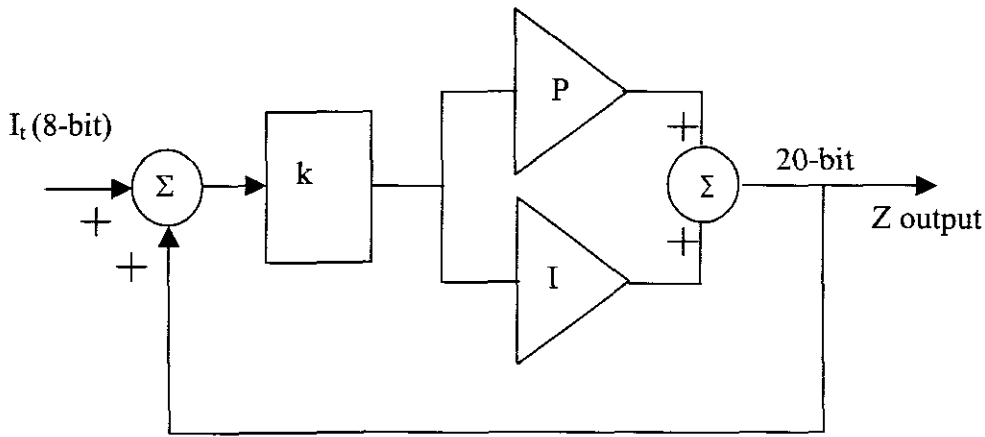 I_t (8-bit)
+
+
Σ
k
P
I
+
+
Σ
20-bit
Z output